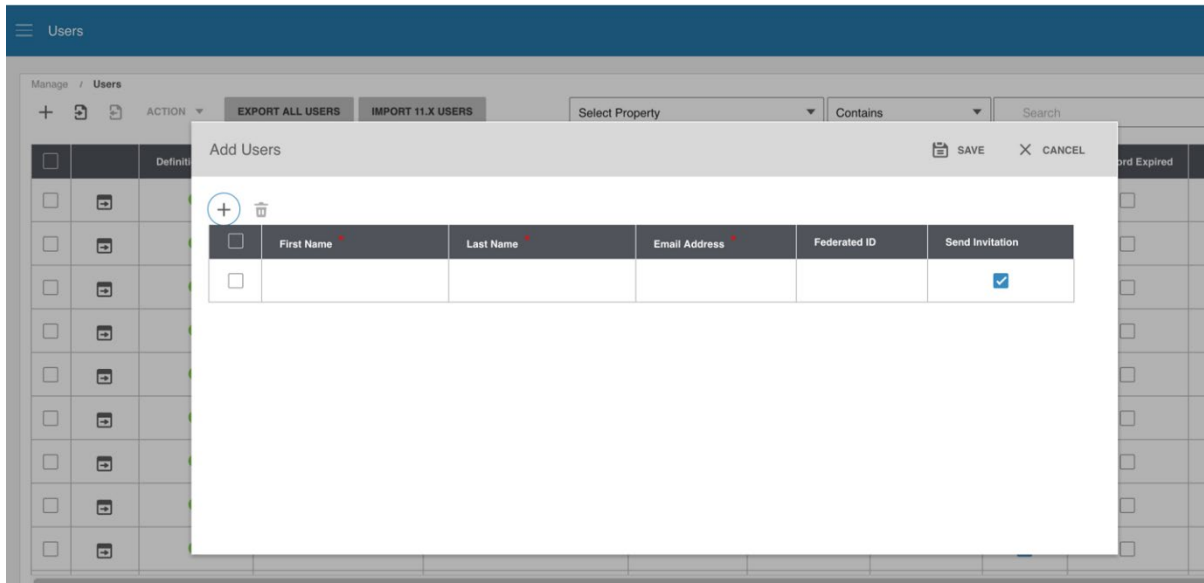 Users
Manage / Users
ACTION EXPORT ALL USERS IMPORT 11.X USERS Select Property Contains Search
Add Users SAVE CANCEL
Expired
First Name * Last Name * Email Address * Federated ID Send Invitation